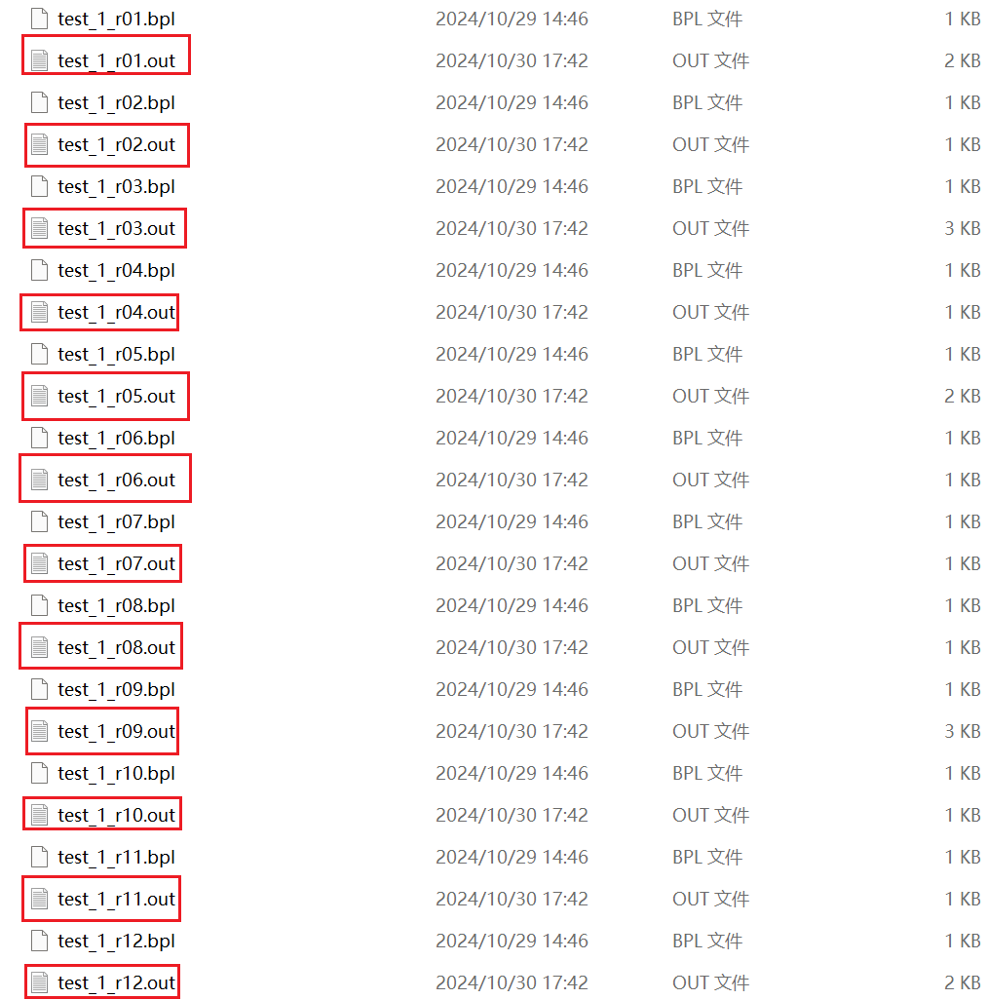 test_1_r01.bpl 2024/10/29 14:46 BPL 文件 1 KB
test_1_r01.out 2024/10/30 17:42 OUT 文件 2 KB
test_1_r02.bpl 2024/10/29 14:46 BPL 文件 1 KB
test_1_r02.out 2024/10/30 17:42 OUT 文件 1 KB
test_1_r03.bpl 2024/10/29 14:46 BPL 文件 1 KB
test_1_r03.out 2024/10/30 17:42 OUT 文件 3 KB
test_1_r04.bpl 2024/10/29 14:46 BPL 文件 1 KB
test_1_r04.out 2024/10/30 17:42 OUT 文件 1 KB
test_1_r05.bpl 2024/10/29 14:46 BPL 文件 1 KB
test_1_r05.out 2024/10/30 17:42 OUT 文件 2 KB
test_1_r06.bpl 2024/10/29 14:46 BPL 文件 1 KB
test_1_r06.out 2024/10/30 17:42 OUT 文件 1 KB
test_1_r07.bpl 2024/10/29 14:46 BPL 文件 1 KB
test_1_r07.out 2024/10/30 17:42 OUT 文件 1 KB
test_1_r08.bpl 2024/10/29 14:46 BPL 文件 1 KB
test_1_r08.out 2024/10/30 17:42 OUT 文件 1 KB
test_1_r09.bpl 2024/10/29 14:46 BPL 文件 1 KB
test_1_r09.out 2024/10/30 17:42 OUT 文件 3 KB
test_1_r10.bpl 2024/10/29 14:46 BPL 文件 1 KB
test_1_r10.out 2024/10/30 17:42 OUT 文件 1 KB
test_1_r11.bpl 2024/10/29 14:46 BPL 文件 1 KB
test_1_r11.out 2024/10/30 17:42 OUT 文件 1 KB
test_1_r12.bpl 2024/10/29 14:46 BPL 文件 1 KB
test_1_r12.out 2024/10/30 17:42 OUT 文件 2 KB